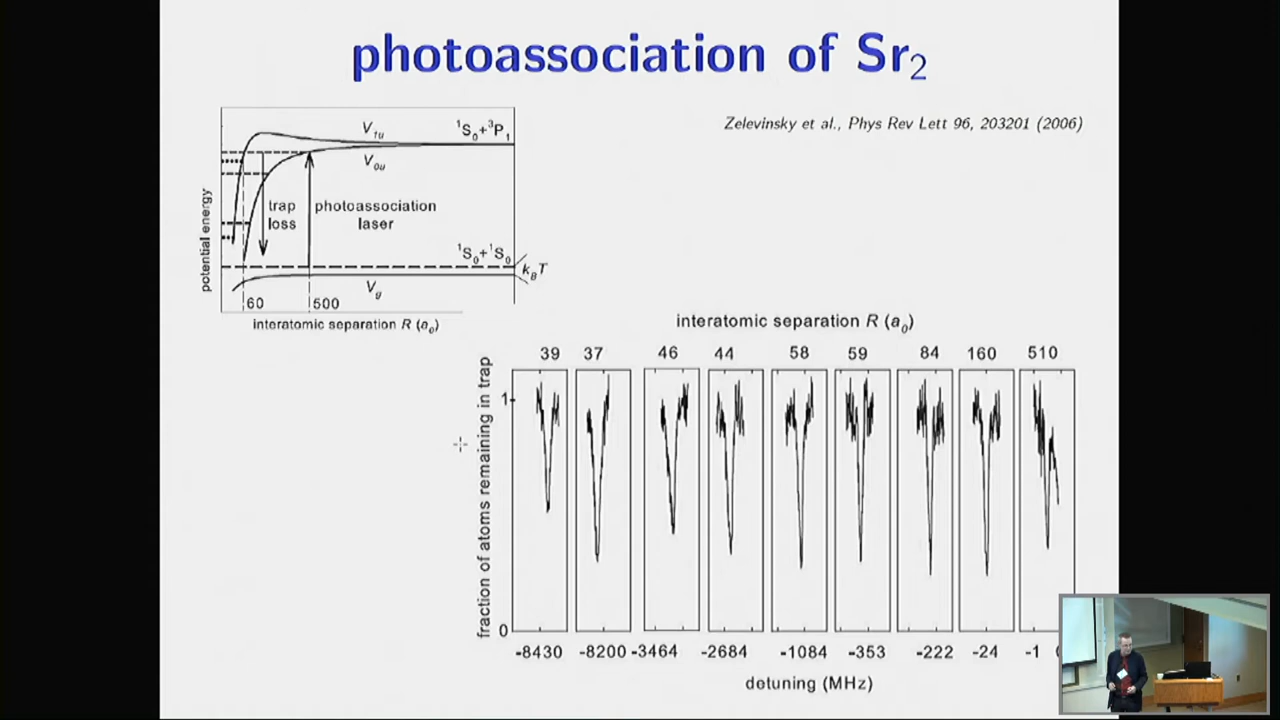 photoassociation of Sr2
Zelevinsky et al., Phys Rev Lett 96, 203201 (2006)
V1u
1S0+3P1
V0u
trap loss
photoassociation laser
potential energy
1S0+1S0
kBT
Vg
60
500
interatomic separation R (a0)
interatomic separation R (a0)
39 37 46 44 58 59 84 160 510
fraction of atoms remaining in trap
1
0
-8430 -8200 -3464 -2684 -1084 -353 -222 -24 -1
detuning (MHz)